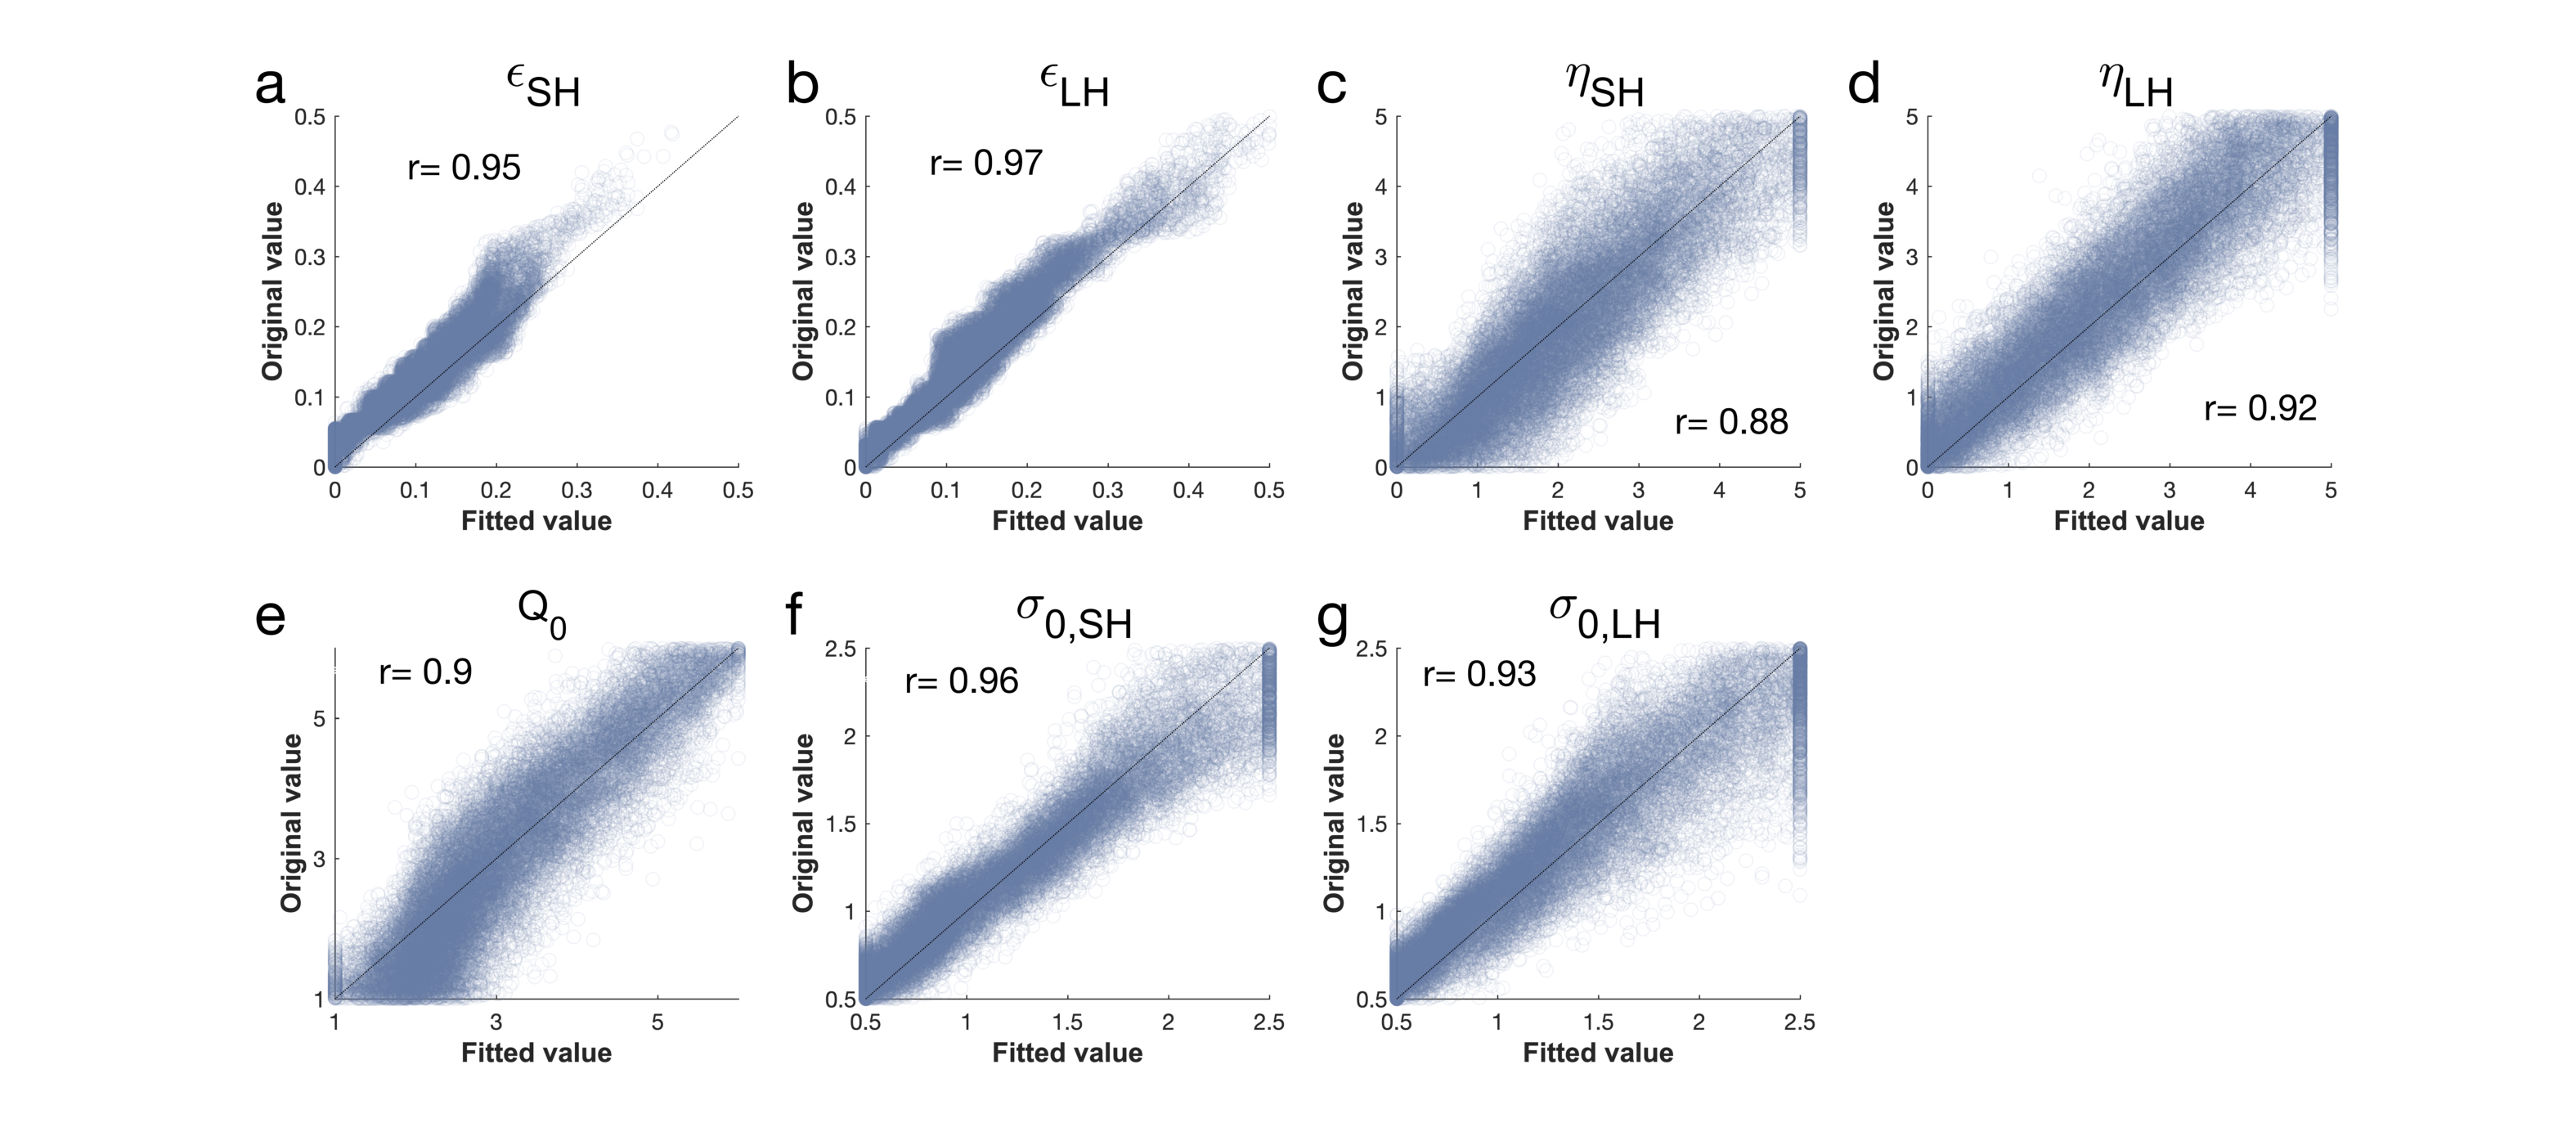 a
ϵSH
r= 0.95
Original value
0.5
0.4
0.3
0.2
0.1
0
0 0.1 0.2 0.3 0.4 0.5
Fitted value
b
ϵLH
r= 0.97
Original value
0.5
0.4
0.3
0.2
0.1
0
0 0.1 0.2 0.3 0.4 0.5
Fitted value
c
ηSH
r= 0.88
Original value
5
4
3
2
1
0
0 1 2 3 4 5
Fitted value
d
ηLH
r= 0.92
Original value
5
4
3
2
1
0
0 1 2 3 4 5
Fitted value
e
Q0
r= 0.9
Original value
5
3
1
1 3 5
Fitted value
f
σ0,SH
r= 0.96
Original value
2.5
2
1.5
1
0.5
0.5 1 1.5 2 2.5
Fitted value
g
σ0,LH
r= 0.93
Original value
2.5
2
1.5
1
0.5
0.5 1 1.5 2 2.5
Fitted value